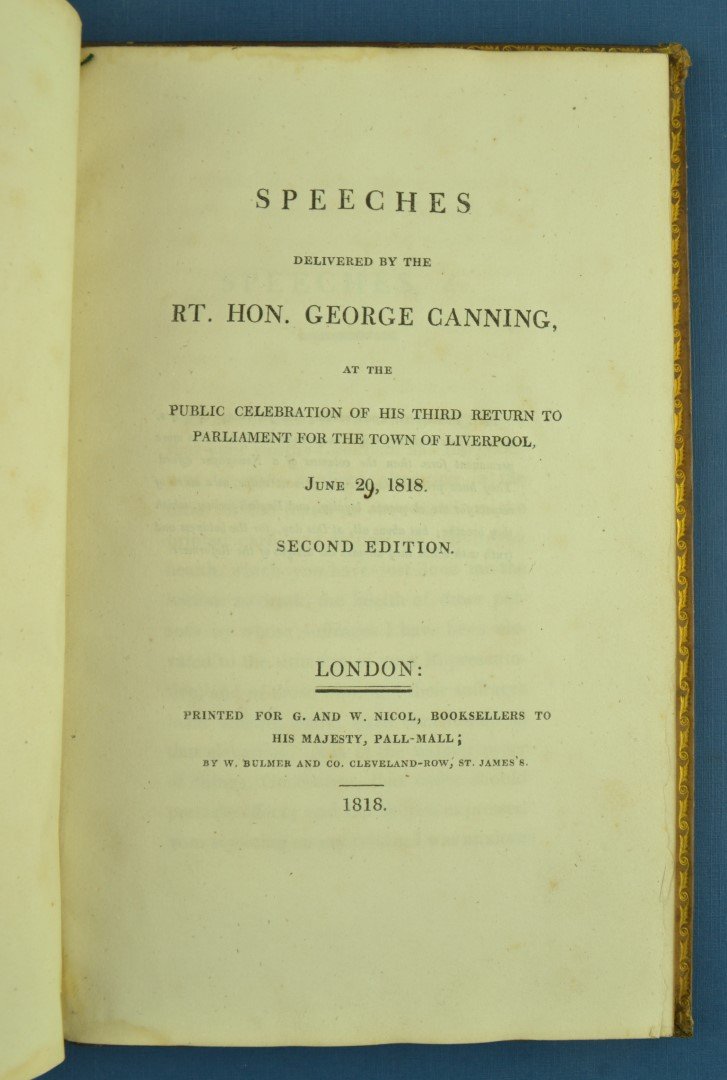 SPEECHES
DELIVERED BY THE
RT. HON. GEORGE CANNING,
AT THE
PUBLIC CELEBRATION OF HIS THIRD RETURN TO
PARLIAMENT FOR THE TOWN OF LIVERPOOL,
JUNE 29, 1818.
SECOND EDITION.
LONDON:
PRINTED FOR G. AND W. NICOL, BOOKSELLERS TO
HIS MAJESTY, PALL-MALL;
BY W. BULMER AND CO. CLEVELAND-ROW, ST. JAMES'S.
1818.